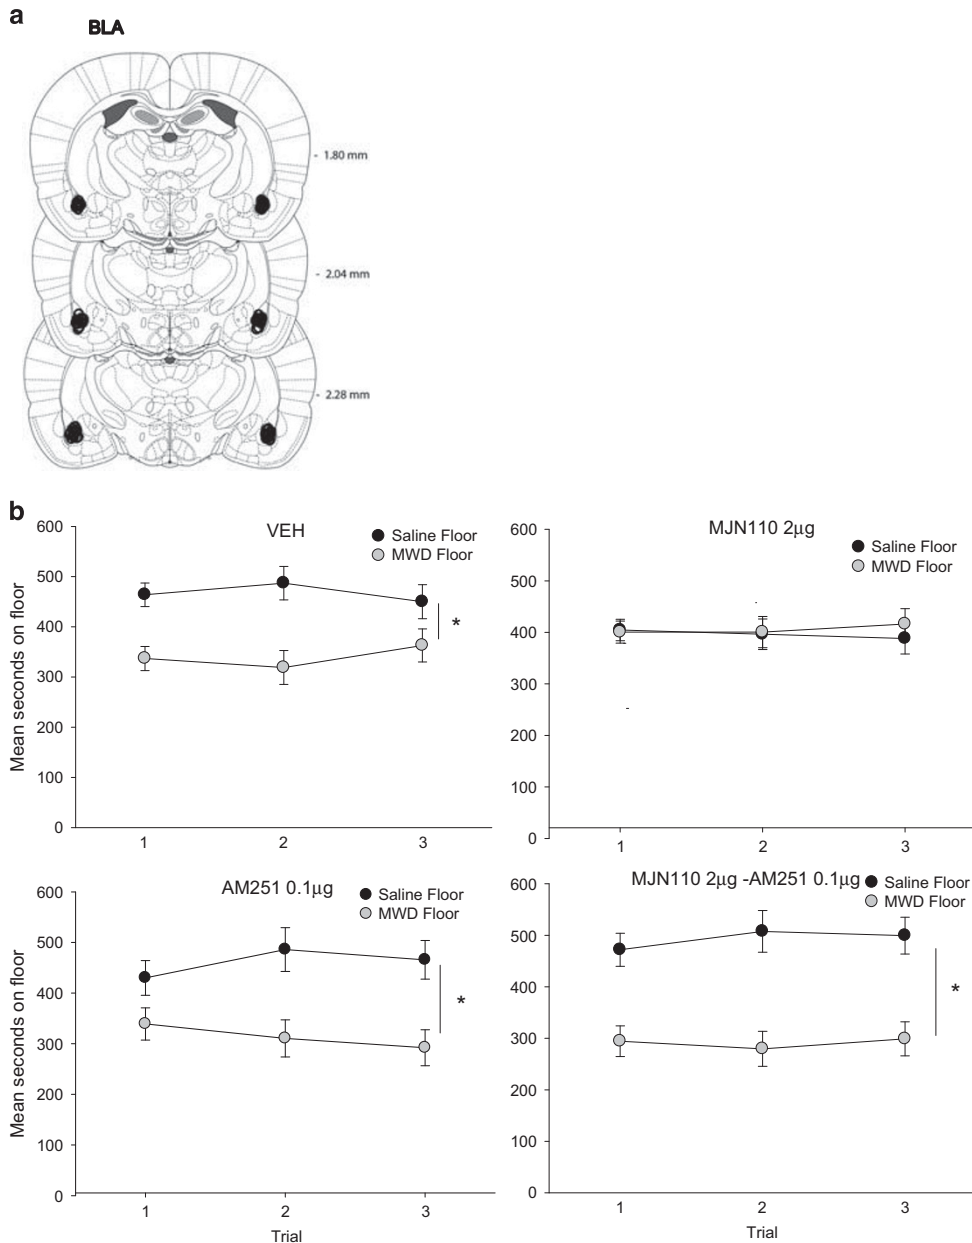 a
BLA
- 1.80 mm
- 2.04 mm
- 2.28 mm
b
VEH
Saline Floor
MWD Floor
Mean seconds on floor
600
500
400
300
200
100
0
1 2 3
*
MJN110 2µg
Saline Floor
MWD Floor
600
500
400
300
200
100
0
1 2 3
AM251 0.1µg
Saline Floor
MWD Floor
Mean seconds on floor
600
500
400
300
200
100
0
1 2 3
Trial
*
MJN110 2µg -AM251 0.1µg
Saline Floor
MWD Floor
600
500
400
300
200
100
0
1 2 3
Trial
*